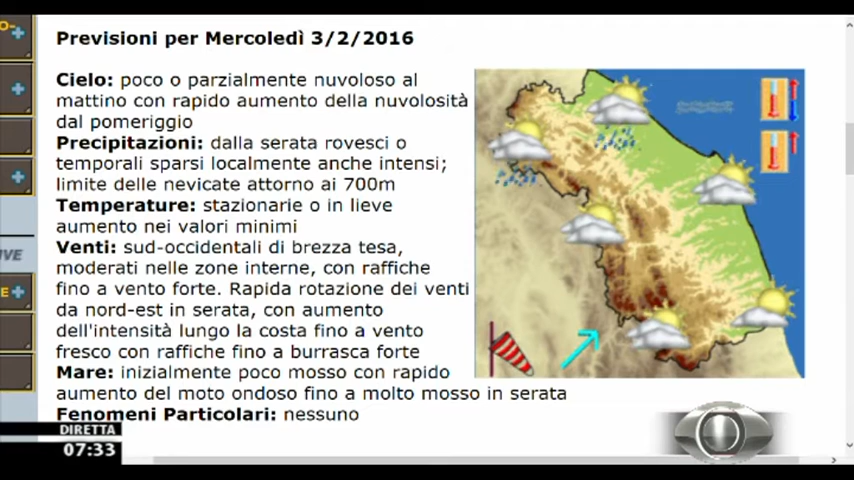 Previsioni per Mercoledì 3/2/2016
Cielo: poco o parzialmente nuvoloso al
mattino con rapido aumento della nuvolosità
dal pomeriggio
Precipitazioni: dalla serata rovesci o
temporali sparsi localmente anche intensi;
limite delle nevicate attorno ai 700m
Temperature: stazionarie o in lieve
aumento nei valori minimi
Venti: sud-occidentali di brezza tesa,
moderati nelle zone interne, con raffiche
fino a vento forte. Rapida rotazione dei venti
da nord-est in serata, con aumento
dell'intensità lungo la costa fino a vento
fresco con raffiche fino a burrasca forte
Mare: inizialmente poco mosso con rapido
aumento del moto ondoso fino a molto mosso in serata
Fenomeni Particolari: nessuno
DIRETTA
07:33